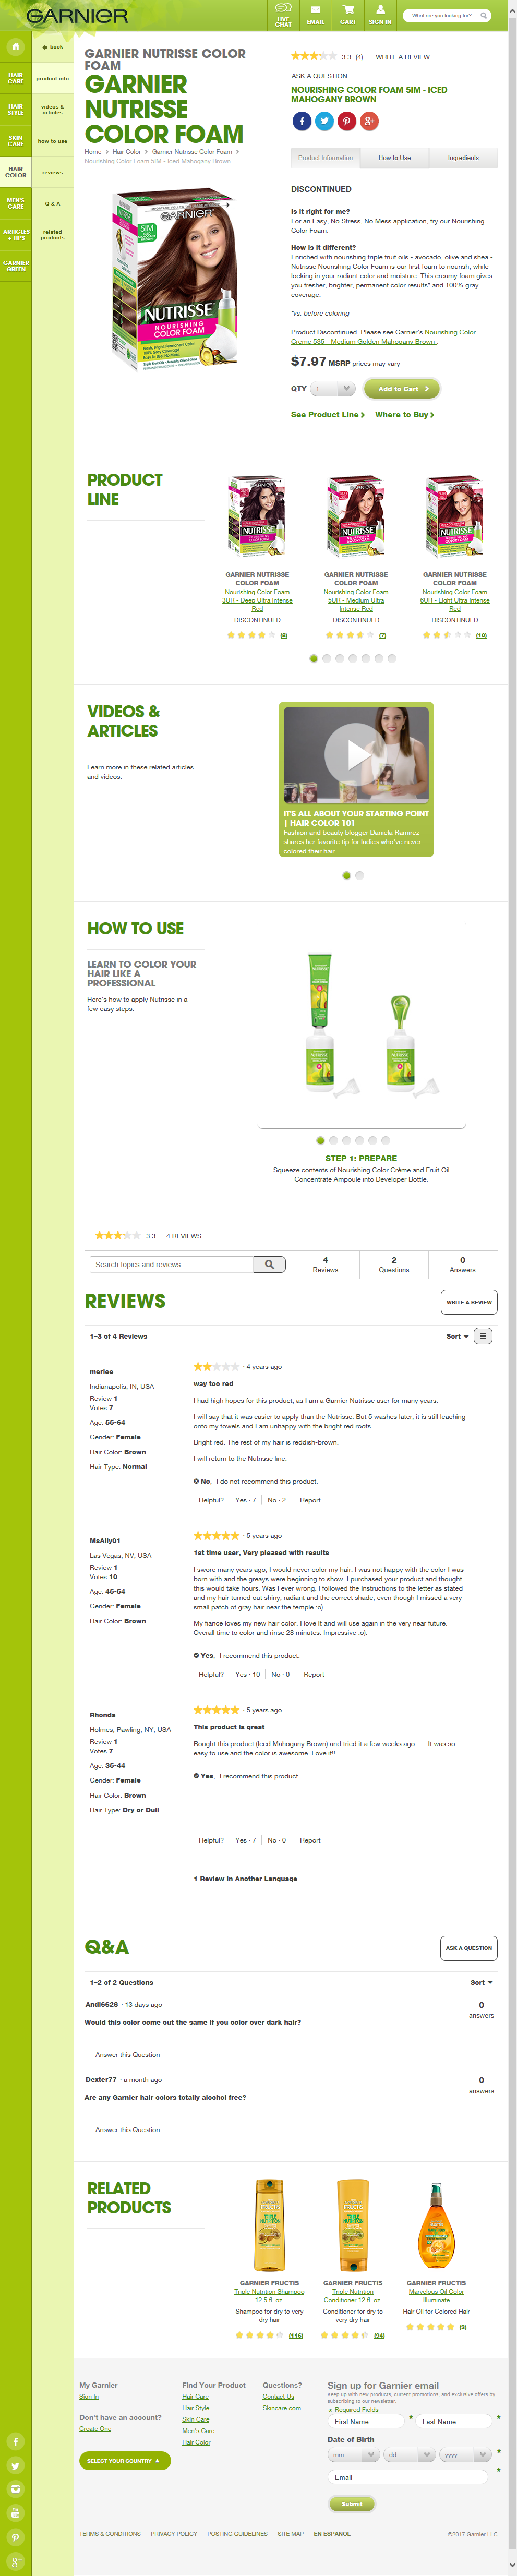 GARNIER
LIVE CHAT
EMAIL
CART
SIGN IN
What are you looking for?
HAIR CARE
HAIR STYLE
SKIN CARE
HAIR COLOR
MEN'S CARE
ARTICLES + TIPS
GARNIER GREEN
back
product info
videos & articles
how to use
reviews
Q & A
related products
GARNIER NUTRISSE COLOR
FOAM
GARNIER
NUTRISSE
COLOR FOAM
Home > Hair Color > Garnier Nutrisse Color Foam >
Nourishing Color Foam 5IM - Iced Mahogany Brown
GARNIER
5IM
NUTRISSE
NOURISHING
COLOR FOAM
3.3 (4) WRITE A REVIEW
ASK A QUESTION
NOURISHING COLOR FOAM 5IM - ICED
MAHOGANY BROWN
Product Information
How to Use
Ingredients
DISCONTINUED
Is it right for me?
For an Easy, No Stress, No Mess application, try our Nourishing
Color Foam.
How is it different?
Enriched with nourishing triple fruit oils - avocado, olive and shea -
Nutrisse Nourishing Color Foam is our first foam to nourish, while
locking in your radiant color and moisture. This creamy foam gives
you fresher, brighter, permanent color results* and 100% gray
coverage.
*vs. before coloring
Product Discontinued. Please see Garnier's Nourishing Color
Creme 535 - Medium Golden Mahogany Brown .
$7.97 MSRP prices may vary
QTY 1 Add to Cart
See Product Line Where to Buy
PRODUCT
LINE
NUTRISSE
NUTRISSE
NUTRISSE
GARNIER NUTRISSE
COLOR FOAM
Nourishing Color Foam
3UR - Deep Ultra Intense
Red
DISCONTINUED
(8)
GARNIER NUTRISSE
COLOR FOAM
Nourishing Color Foam
5UR - Medium Ultra
Intense Red
DISCONTINUED
(7)
GARNIER NUTRISSE
COLOR FOAM
Nourishing Color Foam
6UR - Light Ultra Intense
Red
DISCONTINUED
(10)
VIDEOS &
ARTICLES
Learn more in these related articles
and videos.
IT'S ALL ABOUT YOUR STARTING POINT
| HAIR COLOR 101
Fashion and beauty blogger Daniela Ramirez
shares her favorite tip for ladies who've never
colored their hair.
HOW TO USE
LEARN TO COLOR YOUR
HAIR LIKE A
PROFESSIONAL
Here's how to apply Nutrisse in a
few easy steps.
STEP 1: PREPARE
Squeeze contents of Nourishing Color Crème and Fruit Oil
Concentrate Ampoule into Developer Bottle.
3.3 4 REVIEWS
Search topics and reviews
4
Reviews
2
Questions
0
Answers
REVIEWS
WRITE A REVIEW
1–3 of 4 Reviews
Sort
merlee
Indianapolis, IN, USA
Review 1
Votes 7
Age: 55-64
Gender: Female
Hair Color: Brown
Hair Type: Normal
· 4 years ago
way too red
I had high hopes for this product, as I am a Garnier Nutrisse user for many years.
I will say that it was easier to apply than the Nutrisse. But 5 washes later, it is still leaching
onto my towels and I am unhappy with the bright red roots.
Bright red. The rest of my hair is reddish-brown.
I will return to the Nutrisse line.
No, I do not recommend this product.
Helpful? Yes · 7 No · 2 Report
MsAlly01
Las Vegas, NV, USA
Review 1
Votes 10
Age: 45-54
Gender: Female
Hair Color: Brown
· 5 years ago
1st time user, Very pleased with results
I swore many years ago, I would never color my hair. I was not happy with the color I was
born with and the greays were beginning to show. I purchased your product and thought
this would take hours. Was I ever wrong. I followed the Instructions to the letter as stated
and my hair turned out shiny, radiant and the correct shade, even though I missed a very
small patch of gray hair near the temple :o).
My fiance loves my new hair color. I love It and will use again in the very near future.
Overall time to color and rinse 28 minutes. Impressive :o).
Yes, I recommend this product.
Helpful? Yes · 10 No · 0 Report
Rhonda
Holmes, Pawling, NY, USA
Review 1
Votes 7
Age: 35-44
Gender: Female
Hair Color: Brown
Hair Type: Dry or Dull
· 5 years ago
This product is great
Bought this product (Iced Mahogany Brown) and tried it a few weeks ago...... It was so
easy to use and the color is awesome. Love it!!
Yes, I recommend this product.
Helpful? Yes · 7 No · 0 Report
1 Review in Another Language
Q&A
ASK A QUESTION
1–2 of 2 Questions
Sort
Andi6628 · 13 days ago
Would this color come out the same if you color over dark hair?
0
answers
Answer this Question
Dexter77 · a month ago
Are any Garnier hair colors totally alcohol free?
0
answers
Answer this Question
RELATED
PRODUCTS
GARNIER FRUCTIS
Triple Nutrition Shampoo
12.5 fl. oz.
Shampoo for dry to very
dry hair
(116)
GARNIER FRUCTIS
Triple Nutrition
Conditioner 12 fl. oz.
Conditioner for dry to
very dry hair
(94)
GARNIER FRUCTIS
Marvelous Oil Color
Illuminate
Hair Oil for Colored Hair
(3)
My Garnier
Sign In
Don't have an account?
Create One
SELECT YOUR COUNTRY
Find Your Product
Hair Care
Hair Style
Skin Care
Men's Care
Hair Color
Questions?
Contact Us
Skincare.com
Sign up for Garnier email
Keep up with new products, current promotions, and exclusive offers by
subscribing to our newsletter.
* Required Fields
First Name * Last Name *
Date of Birth
mm dd yyyy *
Email *
Submit
TERMS & CONDITIONS PRIVACY POLICY POSTING GUIDELINES SITE MAP EN ESPANOL
©2017 Garnier LLC